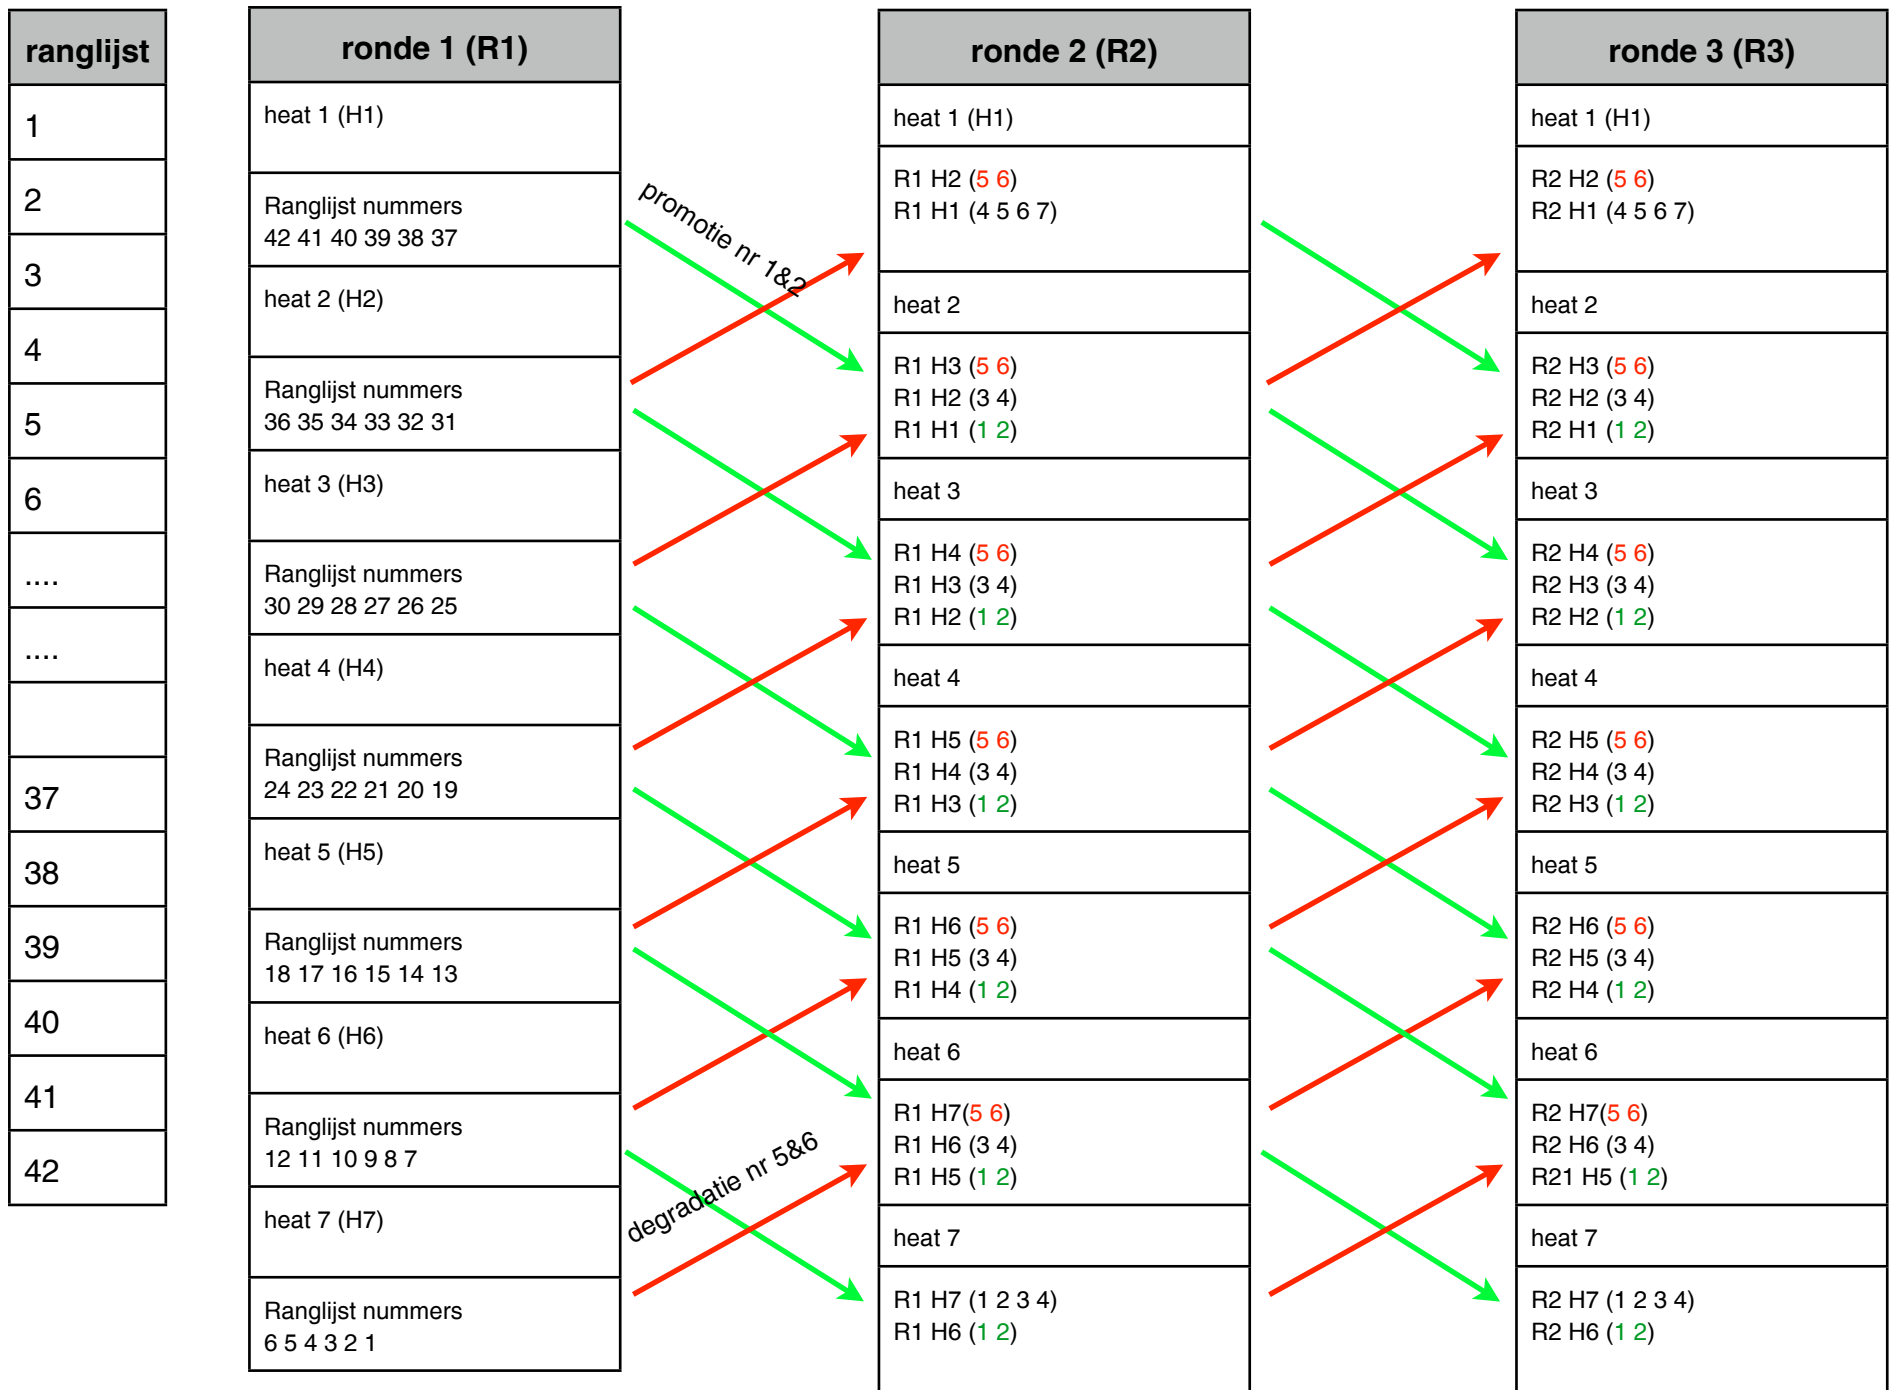 ranglijst
1
2
3
4
5
6
....
....
37
38
39
40
41
42
ronde 1 (R1)
heat 1 (H1)
Ranglijst nummers
42 41 40 39 38 37
heat 2 (H2)
Ranglijst nummers
36 35 34 33 32 31
heat 3 (H3)
Ranglijst nummers
30 29 28 27 26 25
heat 4 (H4)
Ranglijst nummers
24 23 22 21 20 19
heat 5 (H5)
Ranglijst nummers
18 17 16 15 14 13
heat 6 (H6)
Ranglijst nummers
12 11 10 9 8 7
heat 7 (H7)
Ranglijst nummers
6 5 4 3 2 1
promotie nr 1&2
degradatie nr 5&6
ronde 2 (R2)
heat 1 (H1)
R1 H2 (5 6)
R1 H1 (4 5 6 7)
heat 2
R1 H3 (5 6)
R1 H2 (3 4)
R1 H1 (1 2)
heat 3
R1 H4 (5 6)
R1 H3 (3 4)
R1 H2 (1 2)
heat 4
R1 H5 (5 6)
R1 H4 (3 4)
R1 H3 (1 2)
heat 5
R1 H6 (5 6)
R1 H5 (3 4)
R1 H4 (1 2)
heat 6
R1 H7(5 6)
R1 H6 (3 4)
R1 H5 (1 2)
heat 7
R1 H7 (1 2 3 4)
R1 H6 (1 2)
ronde 3 (R3)
heat 1 (H1)
R2 H2 (5 6)
R2 H1 (4 5 6 7)
heat 2
R2 H3 (5 6)
R2 H2 (3 4)
R2 H1 (1 2)
heat 3
R2 H4 (5 6)
R2 H3 (3 4)
R2 H2 (1 2)
heat 4
R2 H5 (5 6)
R2 H4 (3 4)
R2 H3 (1 2)
heat 5
R2 H6 (5 6)
R2 H5 (3 4)
R2 H4 (1 2)
heat 6
R2 H7(5 6)
R2 H6 (3 4)
R21 H5 (1 2)
heat 7
R2 H7 (1 2 3 4)
R2 H6 (1 2)